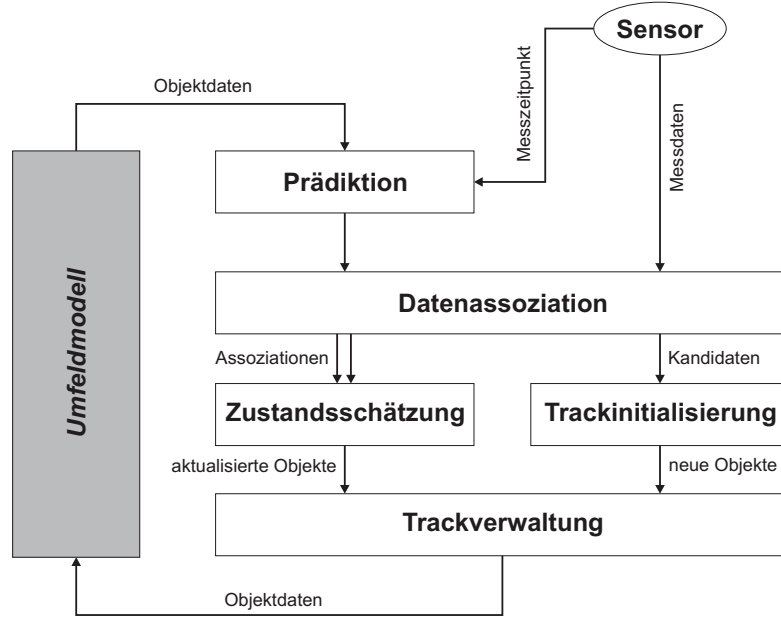 Sensor
Objektdaten
Messzeitpunkt
Messdaten
Prädiktion
Umfeldmodell
Datenassoziation
Assoziationen
Kandidaten
Zustandsschätzung
Trackinitialisierung
aktualisierte Objekte
neue Objekte
Trackverwaltung
Objektdaten